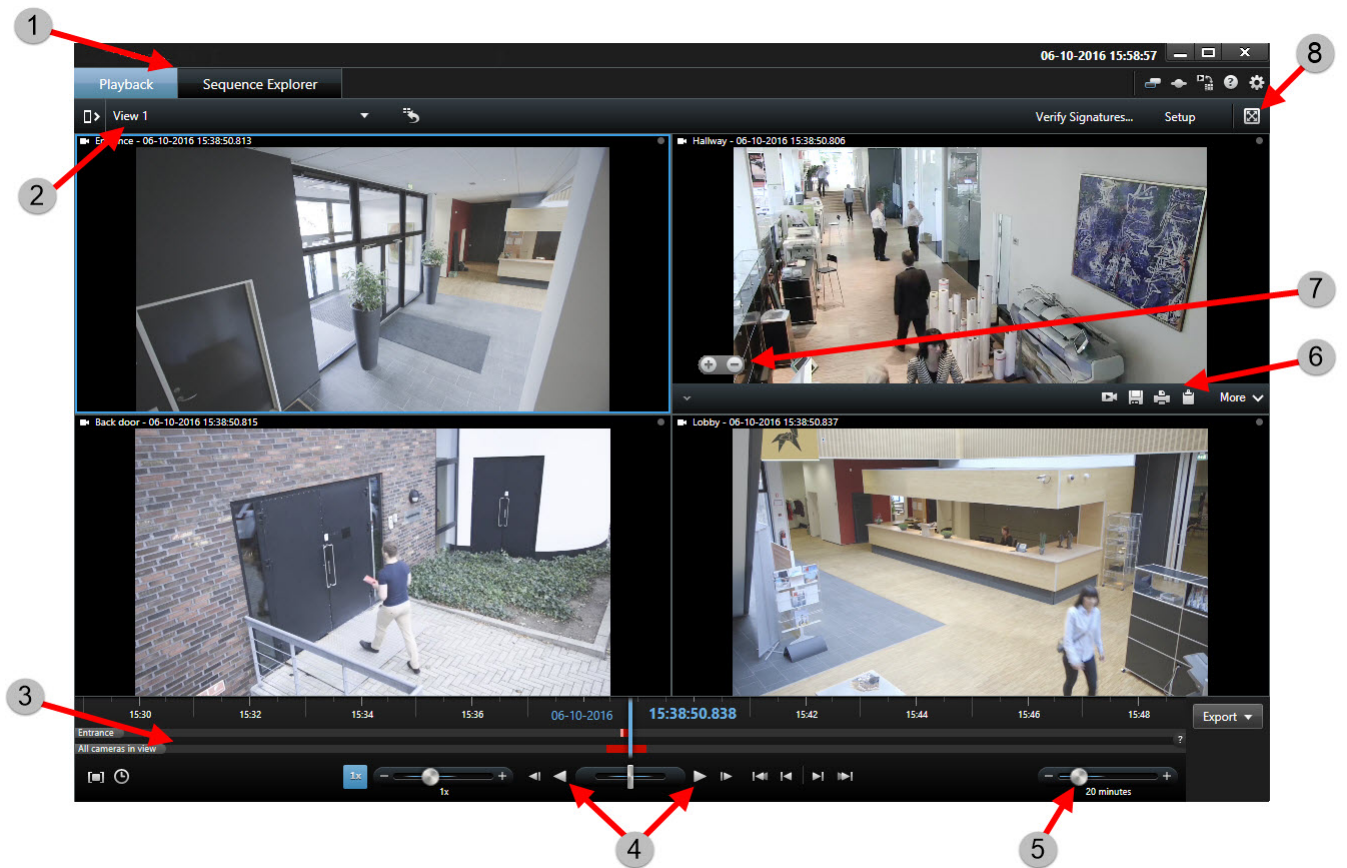 1
06-10-2016 15:58:57
8
Playback Sequence Explorer
View 1 Verify Signatures... Setup
2
Entrance - 06-10-2016 15:38:50.813 Hallway - 06-10-2016 15:38:50.806
7
6
More
Back door - 06-10-2016 15:38:50.815 Lobby - 06-10-2016 15:38:50.837
3
15:30 15:32 15:34 15:36 06-10-2016 15:38:50.838 15:42 15:44 15:46 15:48 Export
Entrance ?
All cameras in view
1x
1x 20 minutes
4 5